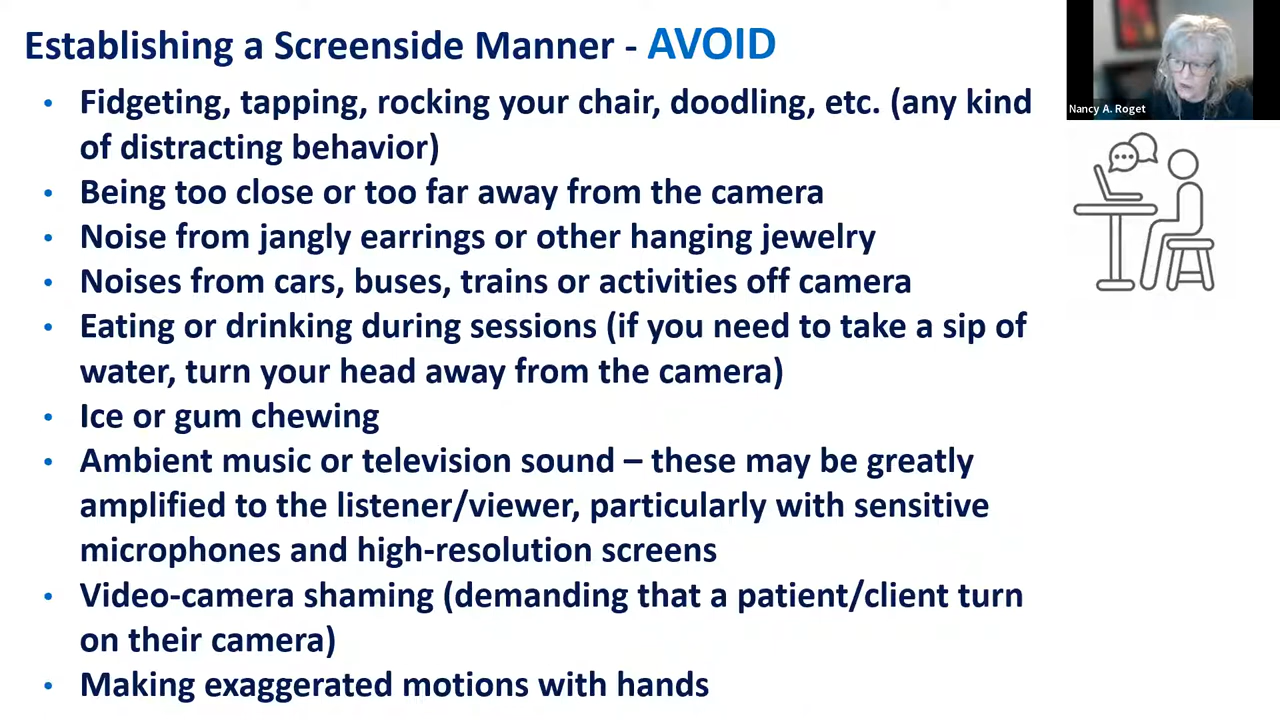 Establishing a Screenside Manner - AVOID
Nancy A. Roget
• Fidgeting, tapping, rocking your chair, doodling, etc. (any kind
of distracting behavior)
• Being too close or too far away from the camera
• Noise from jangly earrings or other hanging jewelry
• Noises from cars, buses, trains or activities off camera
• Eating or drinking during sessions (if you need to take a sip of
water, turn your head away from the camera)
• Ice or gum chewing
• Ambient music or television sound – these may be greatly
amplified to the listener/viewer, particularly with sensitive
microphones and high-resolution screens
• Video-camera shaming (demanding that a patient/client turn
on their camera)
• Making exaggerated motions with hands